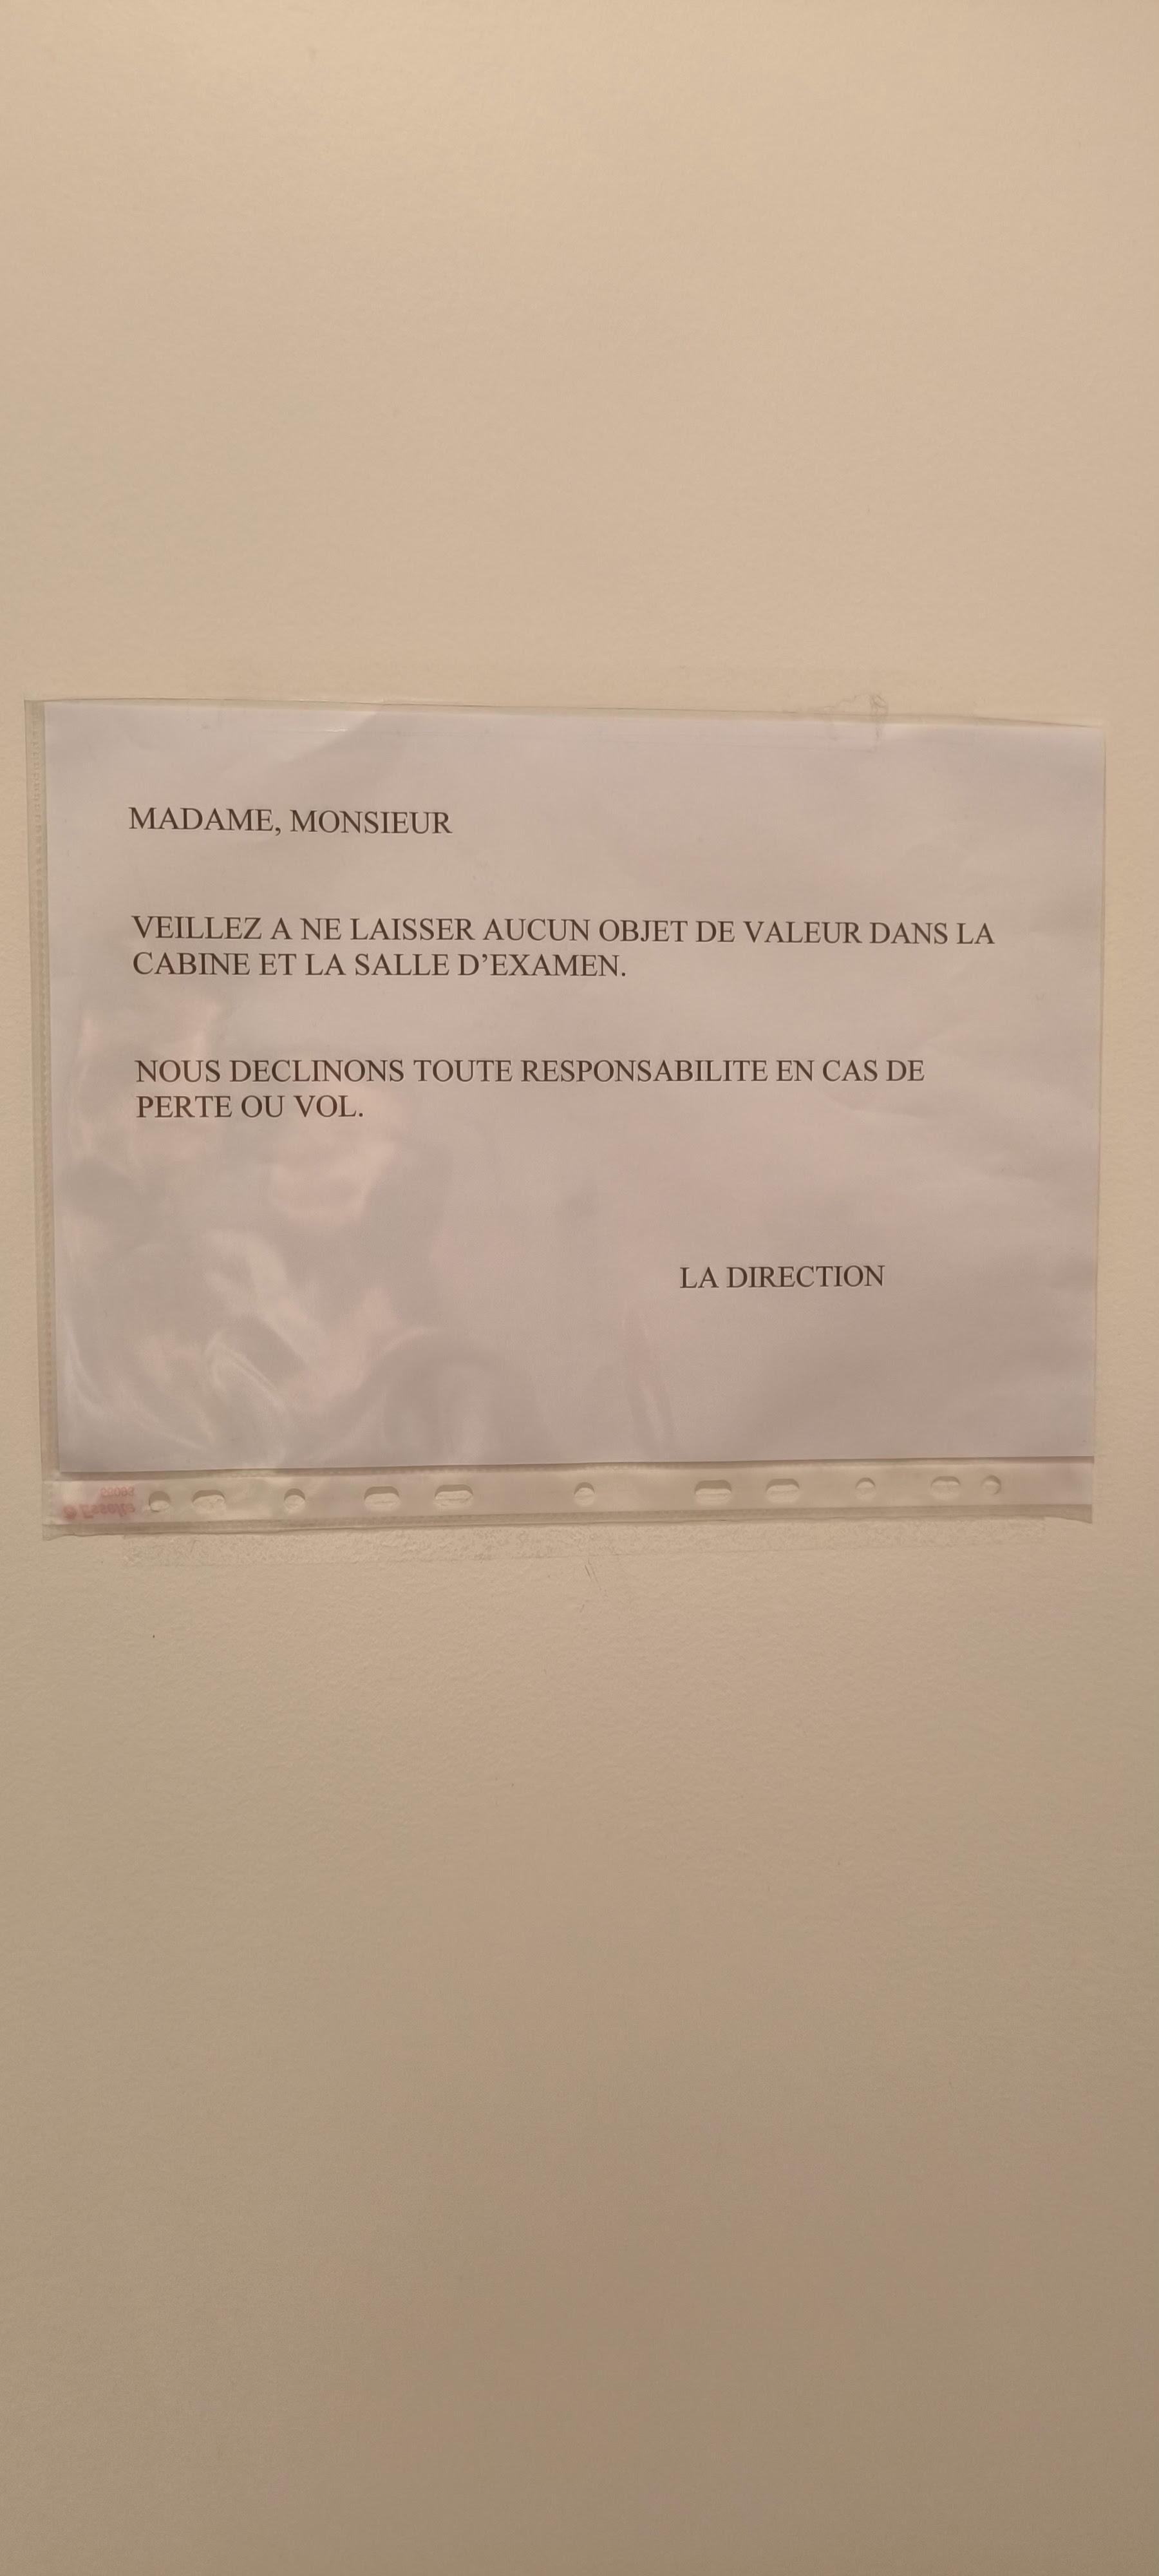 MADAME, MONSIEUR
VEILLEZ A NE LAISSER AUCUN OBJET DE VALEUR DANS LA
CABINE ET LA SALLE D’EXAMEN.
NOUS DECLINONS TOUTE RESPONSABILITE EN CAS DE
PERTE OU VOL.
LA DIRECTION